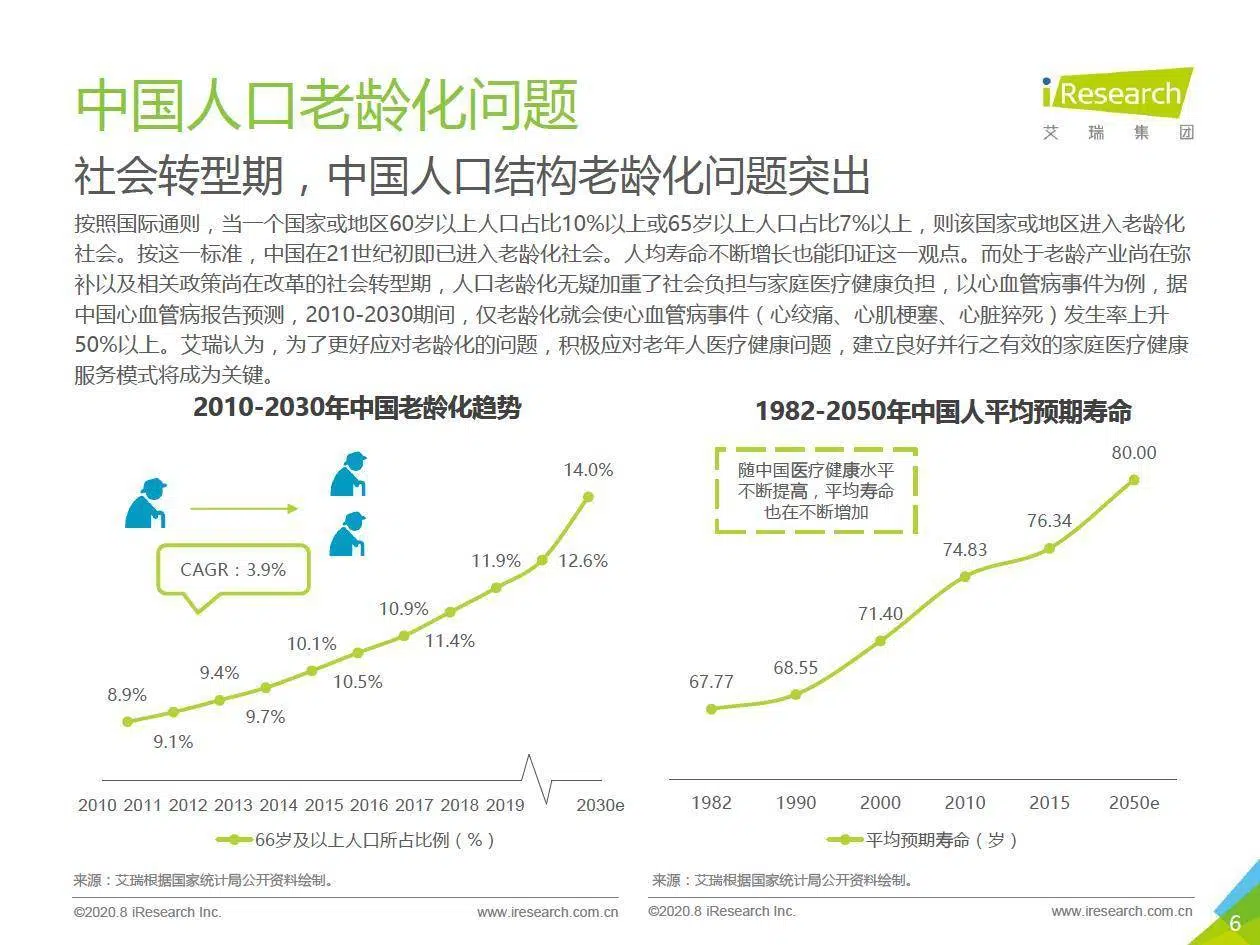 中国人口老龄化问题
iResearch
艾 瑞 集 团
社会转型期，中国人口结构老龄化问题突出
按照国际通则，当一个国家或地区60岁以上人口占比10%以上或65岁以上人口占比7%以上，则该国家或地区进入老龄化
社会。按这一标准，中国在21世纪初即已进入老龄化社会。人均寿命不断增长也能印证这一观点。而处于老龄产业尚在弥
补以及相关政策尚在改革的社会转型期，人口老龄化无疑加重了社会负担与家庭医疗健康负担，以心血管病事件为例，据
中国心血管病报告预测，2010-2030期间，仅老龄化就会使心血管病事件（心绞痛、心肌梗塞、心脏猝死）发生率上升
50%以上。艾瑞认为，为了更好应对老龄化的问题，积极应对老年人医疗健康问题，建立良好并行之有效的家庭医疗健康
服务模式将成为关键。
2010-2030年中国老龄化趋势
CAGR：3.9%
8.9%
9.1%
9.4%
9.7%
10.1%
10.5%
10.9%
11.4%
11.9%
12.6%
14.0%
2010 2011 2012 2013 2014 2015 2016 2017 2018 2019 2030e
66岁及以上人口所占比例（%）
来源：艾瑞根据国家统计局公开资料绘制。
©2020.8 iResearch Inc. www.iresearch.com.cn
1982-2050年中国人平均预期寿命
随中国医疗健康水平
不断提高，平均寿命
也在不断增加
67.77
68.55
71.40
74.83
76.34
80.00
1982 1990 2000 2010 2015 2050e
平均预期寿命（岁）
来源：艾瑞根据国家统计局公开资料绘制。
©2020.8 iResearch Inc. www.iresearch.com.cn
6